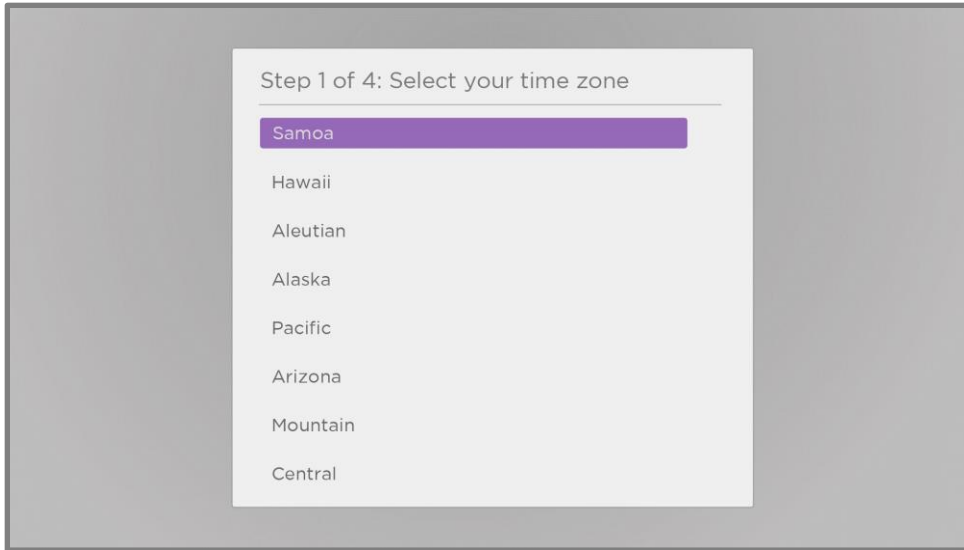 Step 1 of 4: Select your time zone
Samoa
Hawaii
Aleutian
Alaska
Pacific
Arizona
Mountain
Central